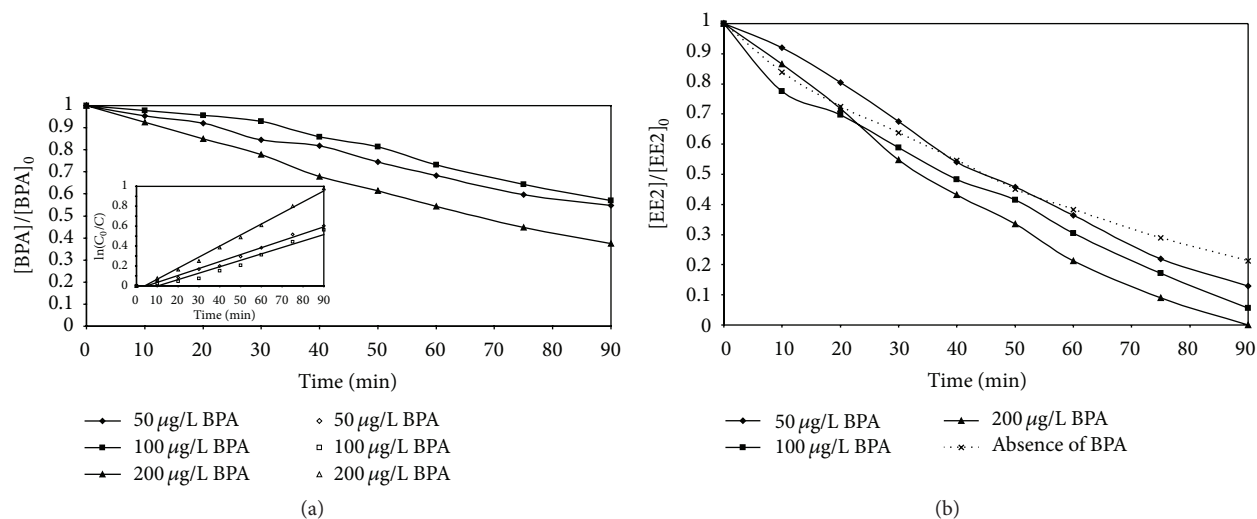 1
0.9
0.8
0.7
0.6
0.5
0.4
0.3
0.2
0.1
0
[BPA]/[BPA]0
0 10 20 30 40 50 60 70 80 90
Time (min)
1
0.8
0.6
0.4
0.2
0
ln(C0/C)
0 10 20 30 40 50 60 70 80 90
Time (min)
50 μg/L BPA
100 μg/L BPA
200 μg/L BPA
50 μg/L BPA
100 μg/L BPA
200 μg/L BPA
(a)
1
0.9
0.8
0.7
0.6
0.5
0.4
0.3
0.2
0.1
0
[EE2]/[EE2]0
0 10 20 30 40 50 60 70 80 90
Time (min)
50 μg/L BPA
100 μg/L BPA
200 μg/L BPA
Absence of BPA
(b)